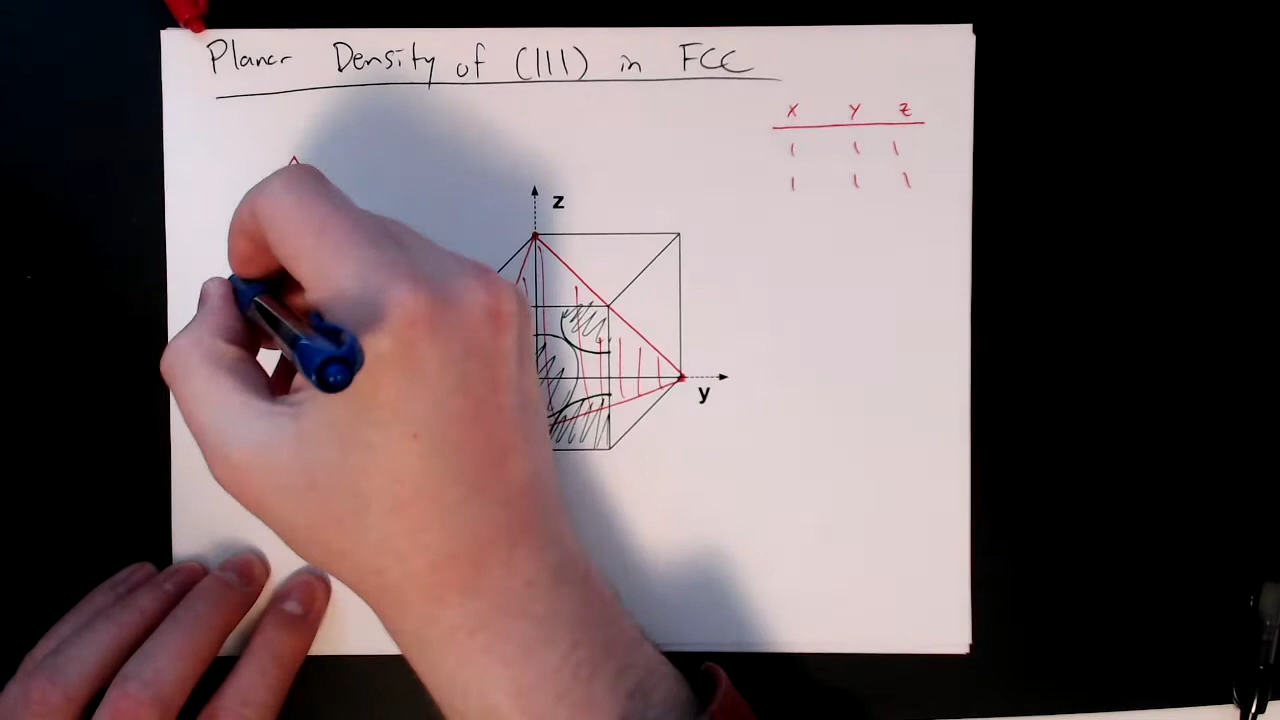 Planar Density of (111) in FCC
X Y Z
1 1 1
1 1 1
z
y